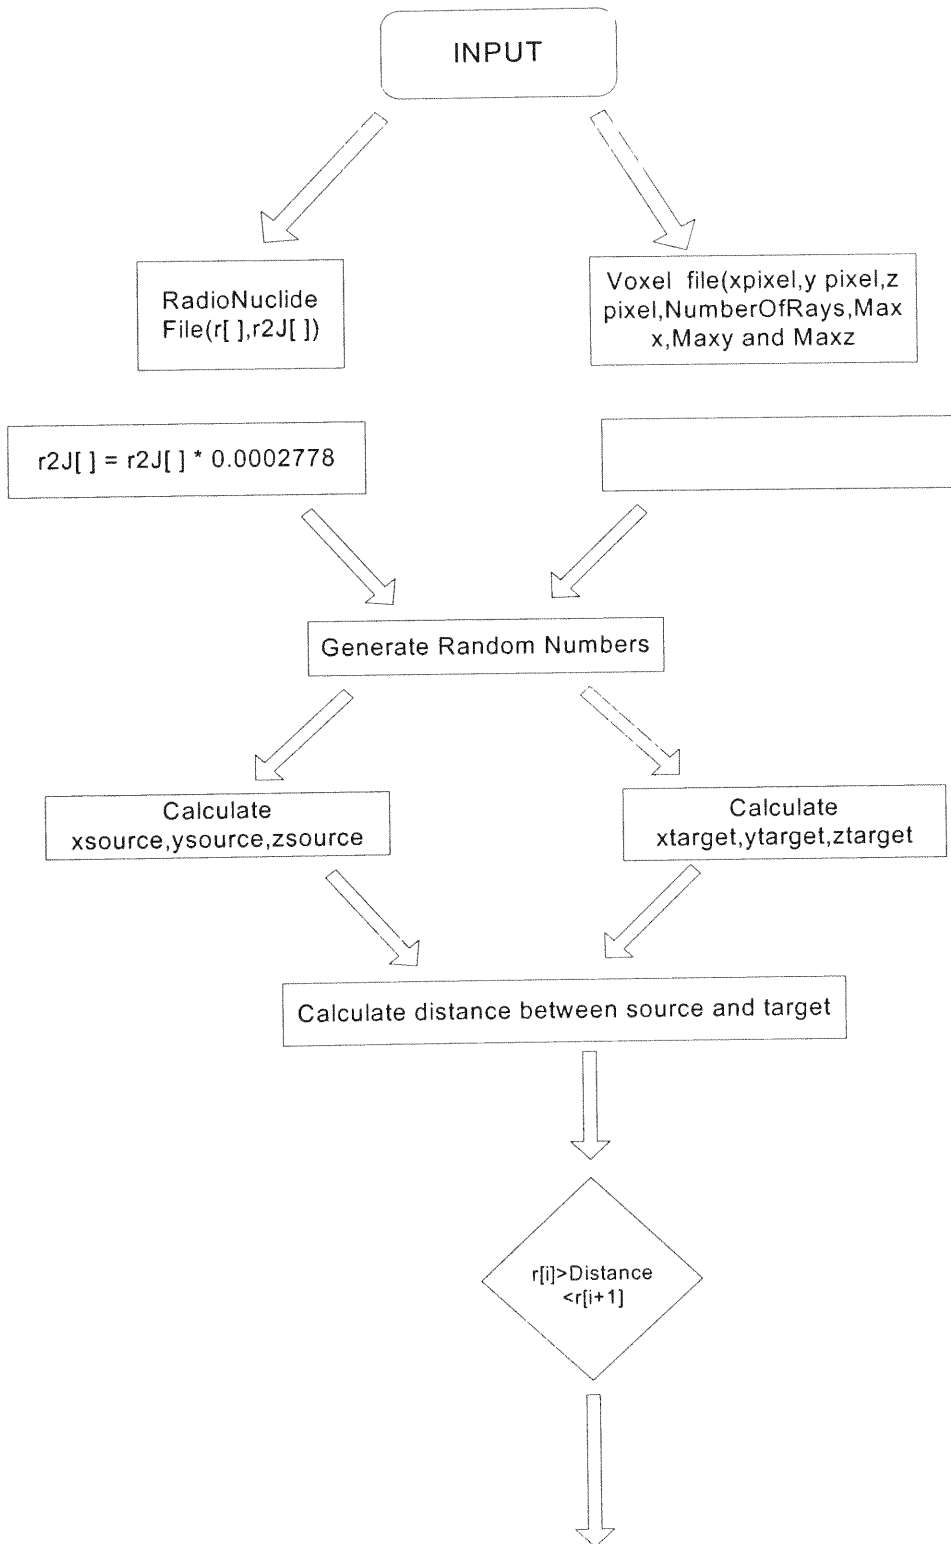 INPUT
RadioNuclide
File(r[ ],r2J[ ])
Voxel file(xpixel,y pixel,z
pixel,NumberOfRays,Max
x,Maxy and Maxz
r2J[ ] = r2J[ ] * 0.0002778
Generate Random Numbers
Calculate
xsource,ysource,zsource
Calculate
xtarget,ytarget,ztarget
Calculate distance between source and target
r[i]>Distance
<r[i+1]